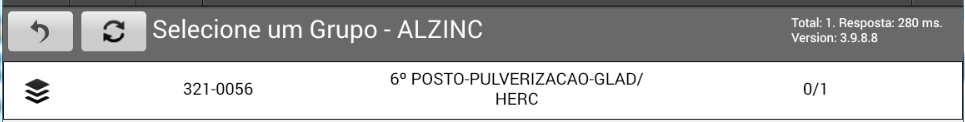 Selecione um Grupo - ALZINC
Total: 1. Resposta: 280 ms.
Version: 3.9.8.8
321-0056
6º POSTO-PULVERIZACAO-GLAD/
HERC
0/1